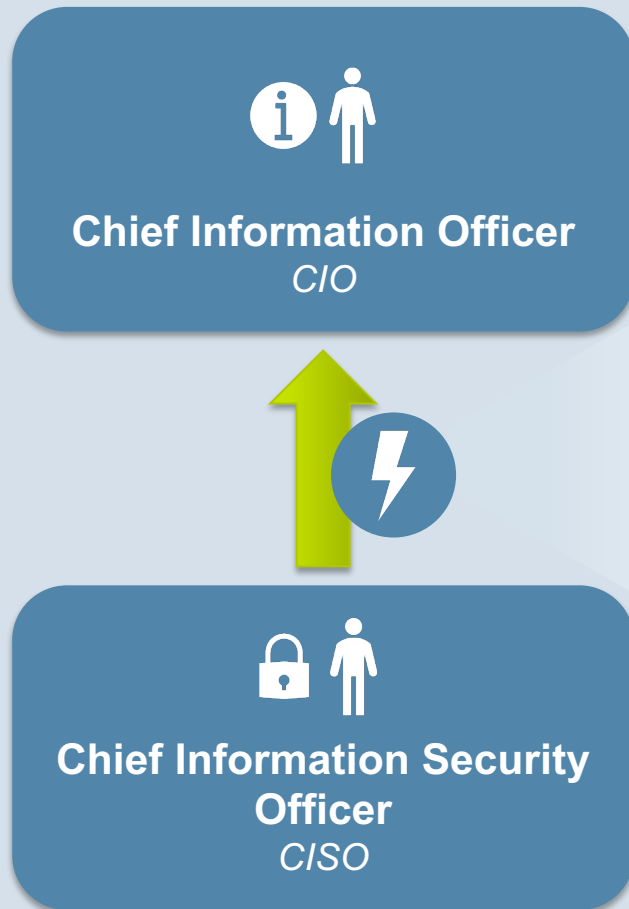 Chief Information Officer
CIO
Chief Information Security
Officer
CISO